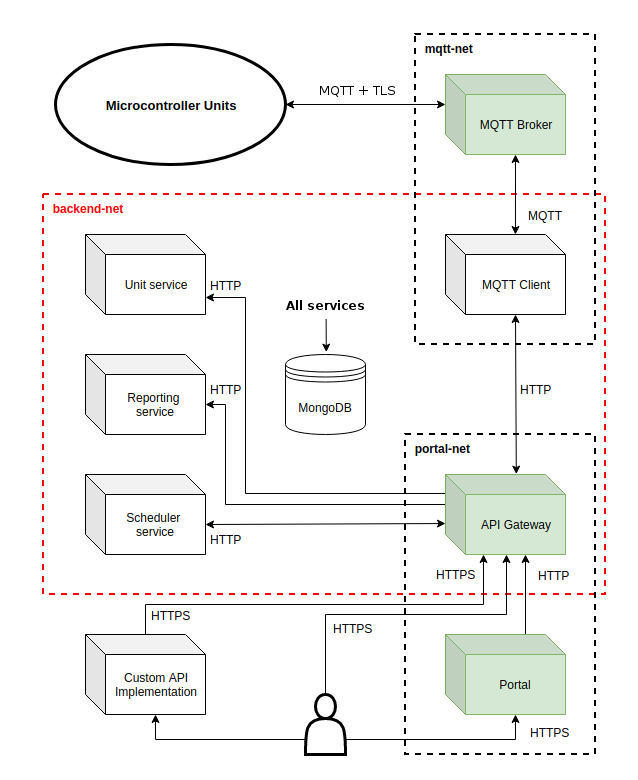 mqtt-net
Microcontroller Units
MQTT + TLS
MQTT Broker
backend-net
MQTT
Unit service
HTTP
MQTT Client
All services
Reporting
service
HTTP
MongoDB
HTTP
portal-net
Scheduler
service
HTTP
API Gateway
HTTPS
HTTP
HTTPS
HTTPS
Custom API
Implementation
Portal
HTTPS